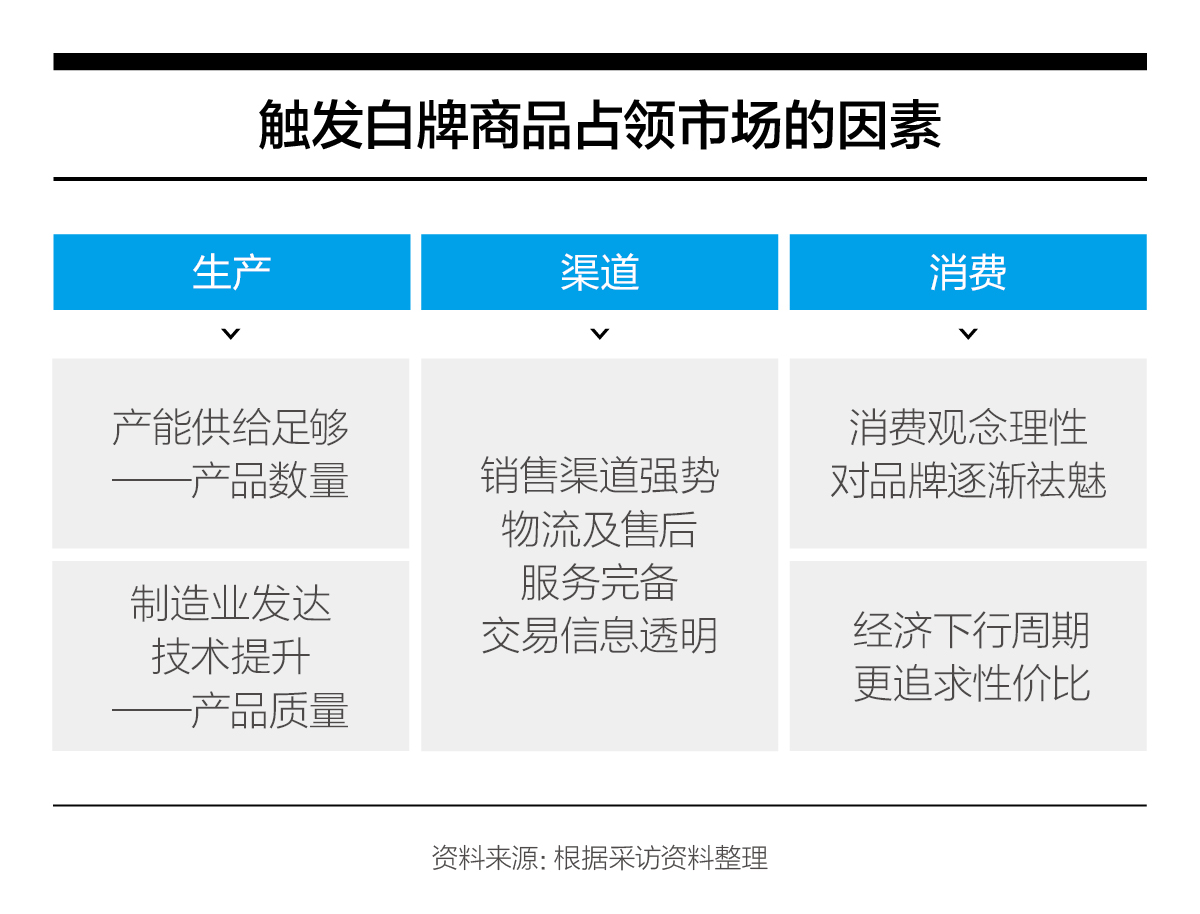 触发白牌商品占领市场的因素
生产
产能供给足够
——产品数量
制造业发达
技术提升
——产品质量
渠道
销售渠道强势
物流及售后
服务完备
交易信息透明
消费
消费观念理性
对品牌逐渐祛魅
经济下行周期
更追求性价比
资料来源：根据采访资料整理